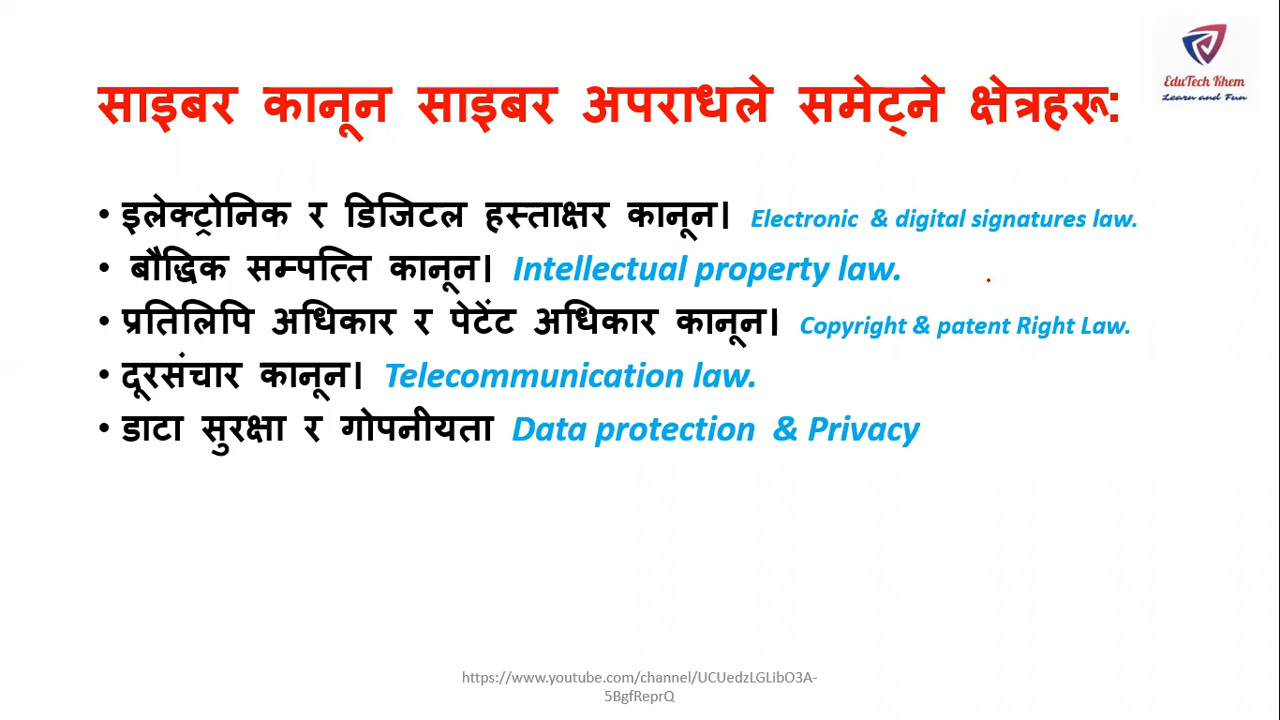 EduTech Khem
Learn and Fun
साइबर कानून साइबर अपराधले समेट्ने क्षेत्रहरू:
• इलेक्ट्रोनिक र डिजिटल हस्ताक्षर कानून। Electronic & digital signatures law.
• बौद्धिक सम्पत्ति कानून। Intellectual property law.
• प्रतिलिपि अधिकार र पेटेंट अधिकार कानून। Copyright & patent Right Law.
• दूरसंचार कानून। Telecommunication law.
• डाटा सुरक्षा र गोपनीयता Data protection & Privacy
https://www.youtube.com/channel/UCUedzLGLibO3A-
5BgfReprQ